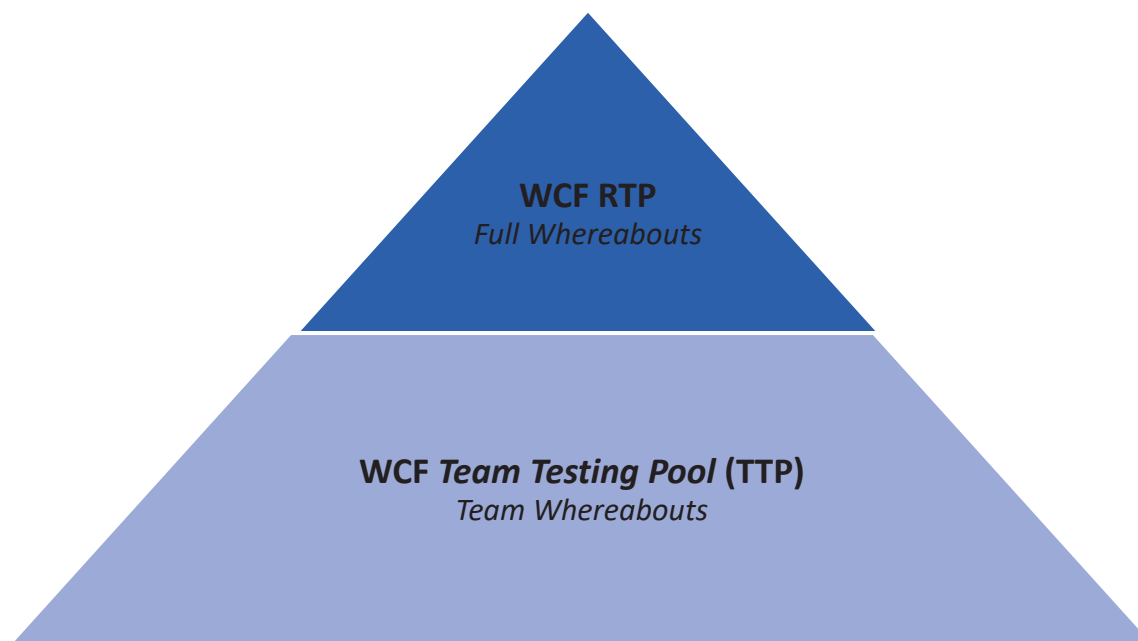 WCF RTP
Full Whereabouts
WCF Team Testing Pool (TTP)
Team Whereabouts